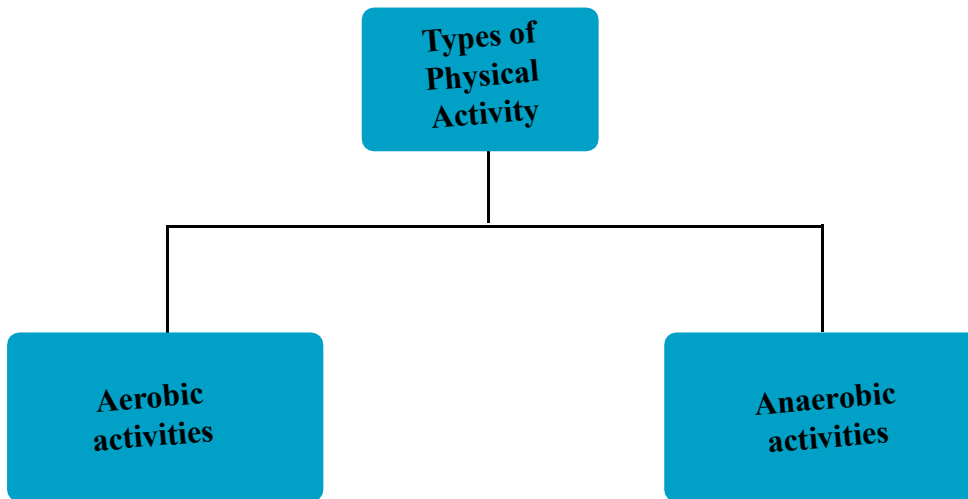 Types of
Physical
Activity
Aerobic
activities
Anaerobic
activities